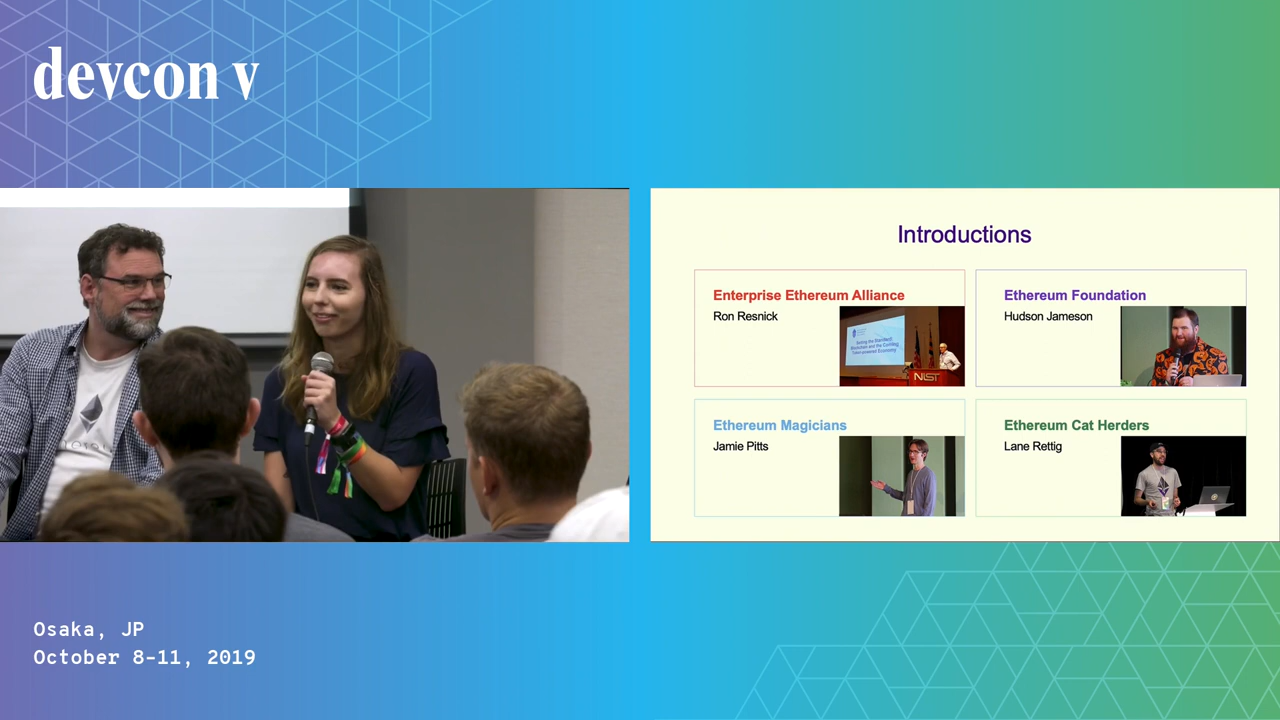 devcon v
Introductions
Enterprise Ethereum Alliance
Ron Resnick
Ethereum Foundation
Hudson Jameson
NIST
Ethereum Magicians
Jamie Pitts
Ethereum Cat Herders
Lane Rettig
Osaka, JP
October 8-11, 2019